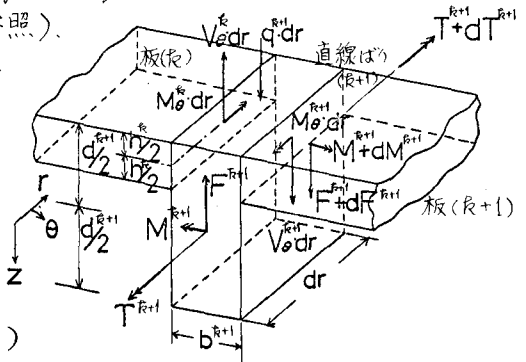 照).
V_θ^k·dr
q^{k+1}·dr
T^{k+1}+dT^{k+1}
板(k)
直線ばり
(k+1)
M_θ^k·dr
M_θ^{k+1}·dr
M^{k+1}+dM^{k+1}
h^k/2
h^k/2
d^{k+1}/2
F^{k+1}
F^{k+1}+dF^{k+1}
r
θ
z
d^{k+1}/2
M^{k+1}
板(k+1)
V_θ^{k+1}·dr
dr
T^{k+1}
b^{k+1}
)